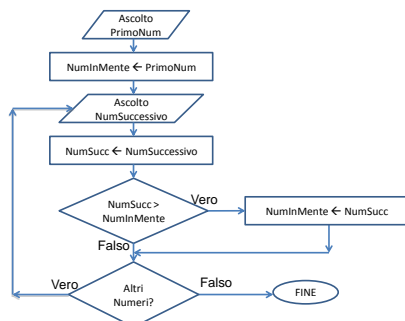 Ascolto
PrimoNum
NumInMente ← PrimoNum
Ascolto
NumSuccessivo
NumSucc ← NumSuccessivo
NumSucc >
NumInMente
Vero
NumInMente ← NumSucc
Falso
Vero
Altri
Numeri?
Falso
FINE